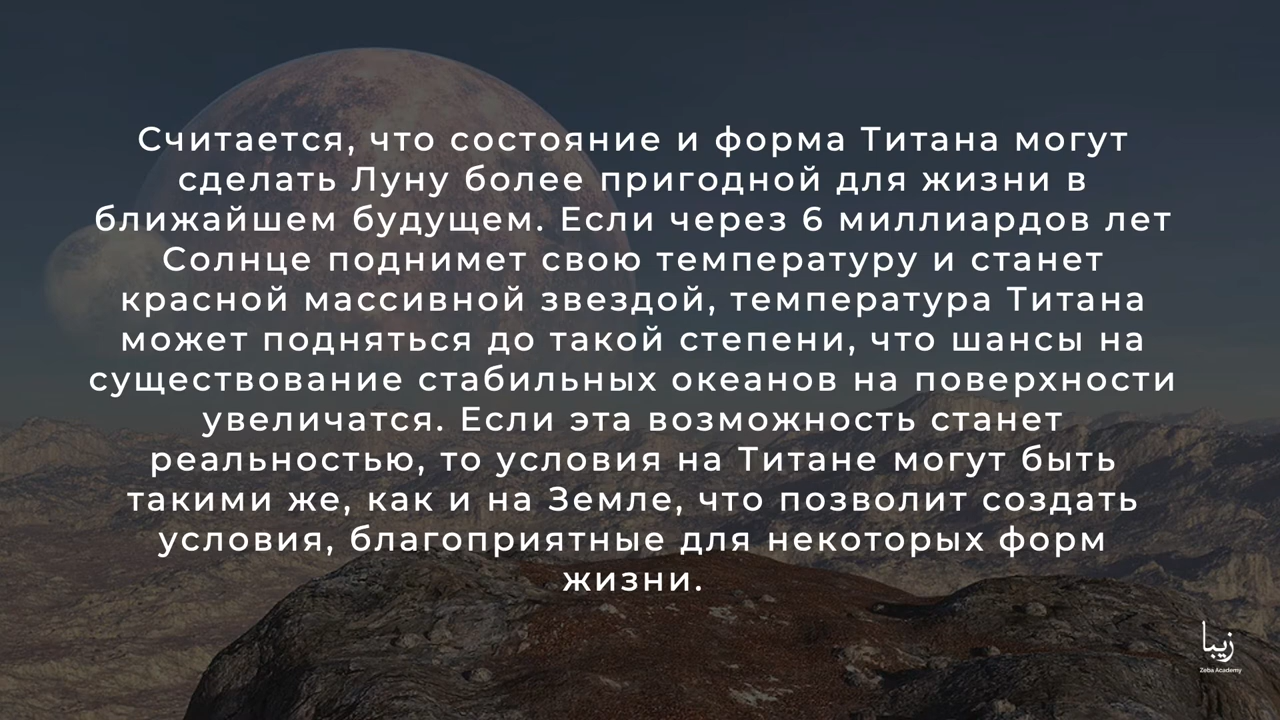 Считается, что состояние и форма Титана могут
сделать Луну более пригодной для жизни в
ближайшем будущем. Если через 6 миллиардов лет
Солнце поднимет свою температуру и станет
красной массивной звездой, температура Титана
может подняться до такой степени, что шансы на
существование стабильных океанов на поверхности
увеличатся. Если эта возможность станет
реальностью, то условия на Титане могут быть
такими же, как и на Земле, что позволит создать
условия, благоприятные для некоторых форм
жизни.
زیبا
Zeba Academy